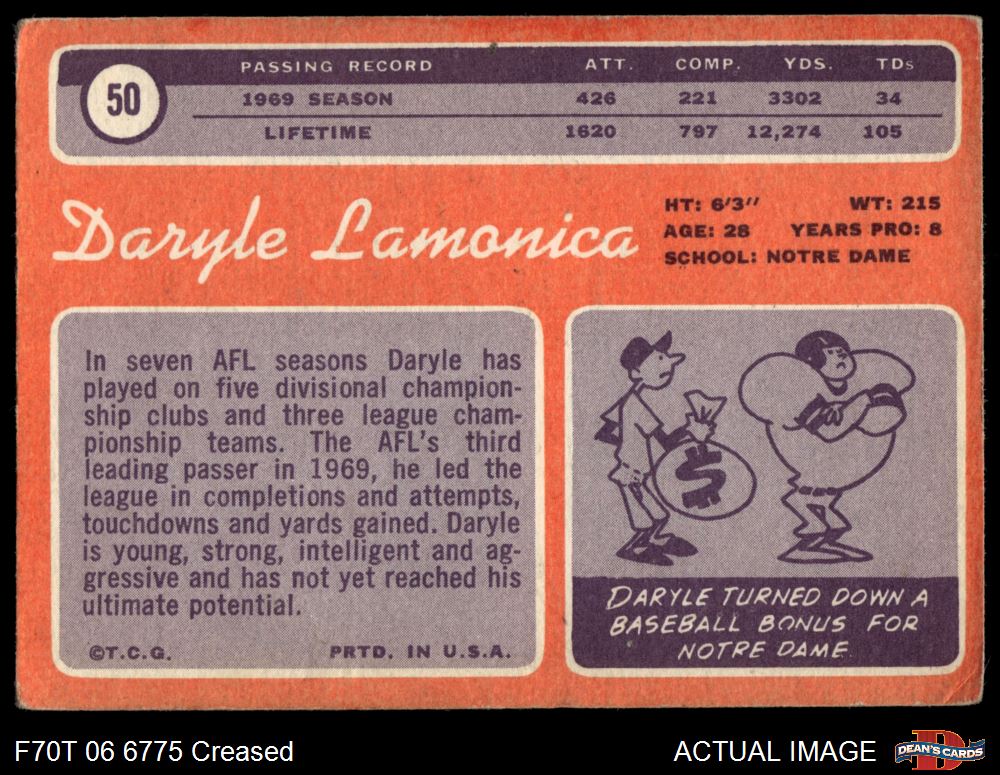 50
PASSING RECORD ATT. COMP. YDS. TDs
1969 SEASON 426 221 3302 34
LIFETIME 1620 797 12,274 105
Daryle Lamonica
HT: 6'3" WT: 215
AGE: 28 YEARS PRO: 8
SCHOOL: NOTRE DAME
In seven AFL seasons Daryle has
played on five divisional champion-
ship clubs and three league cham-
pionship teams. The AFL's third
leading passer in 1969, he led the
league in completions and attempts,
touchdowns and yards gained. Daryle
is young, strong, intelligent and ag-
gressive and has not yet reached his
ultimate potential.
©T.C.G. PRTD. IN U.S.A.
$
DARYLE TURNED DOWN A
BASEBALL BONUS FOR
NOTRE DAME.
F70T 06 6775 Creased
ACTUAL IMAGE
D
DEAN'S CARDS